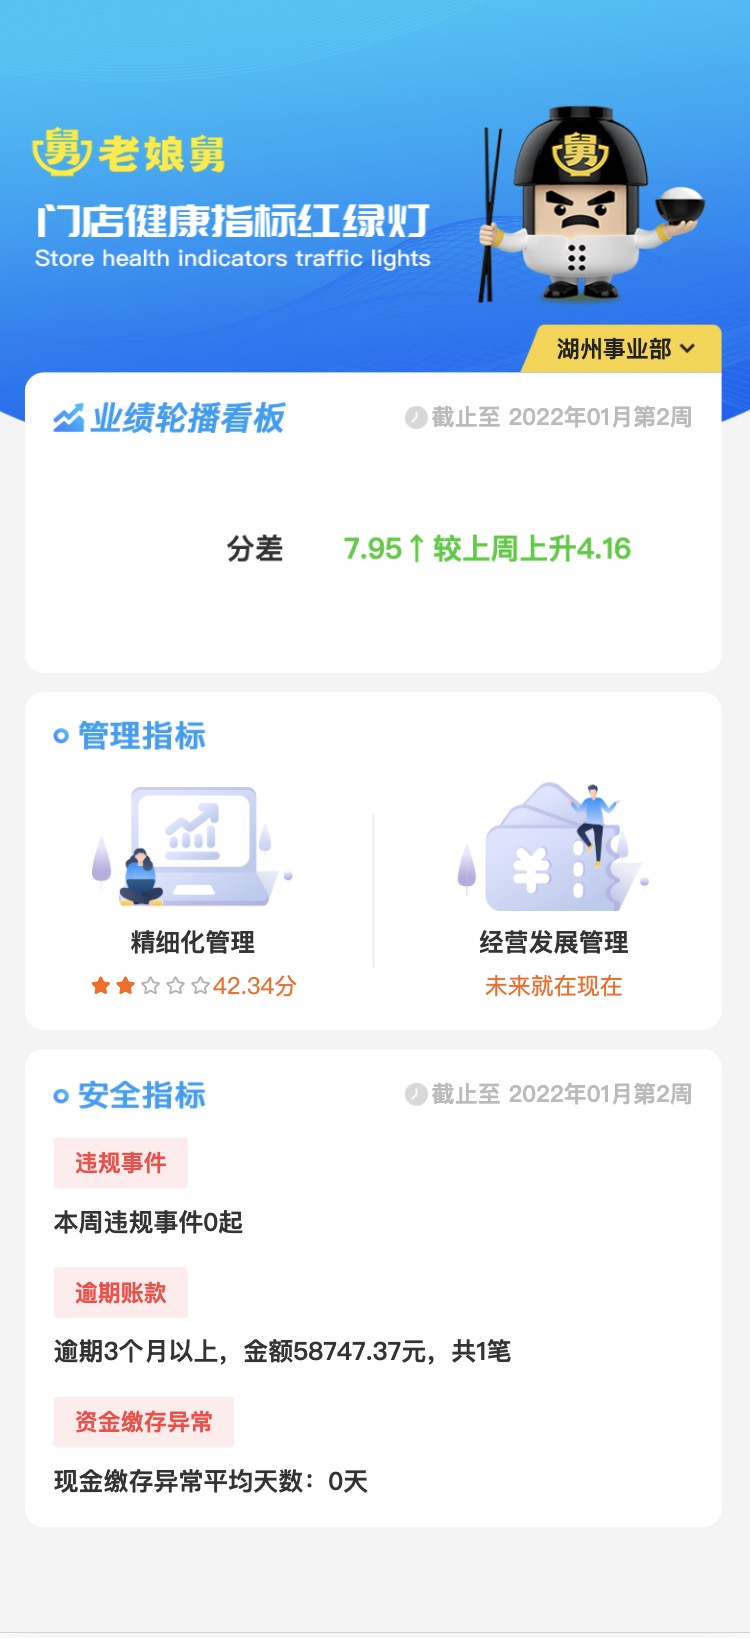 舅 老娘舅
舅
门店健康指标红绿灯
Store health indicators traffic lights
湖州事业部
业绩轮播看板
截止至 2022年01月第2周
分差 7.95↑较上周上升4.16
管理指标
精细化管理
42.34分
¥
经营发展管理
未来就在现在
安全指标
截止至 2022年01月第2周
违规事件
本周违规事件0起
逾期账款
逾期3个月以上，金额58747.37元，共1笔
资金缴存异常
现金缴存异常平均天数：0天